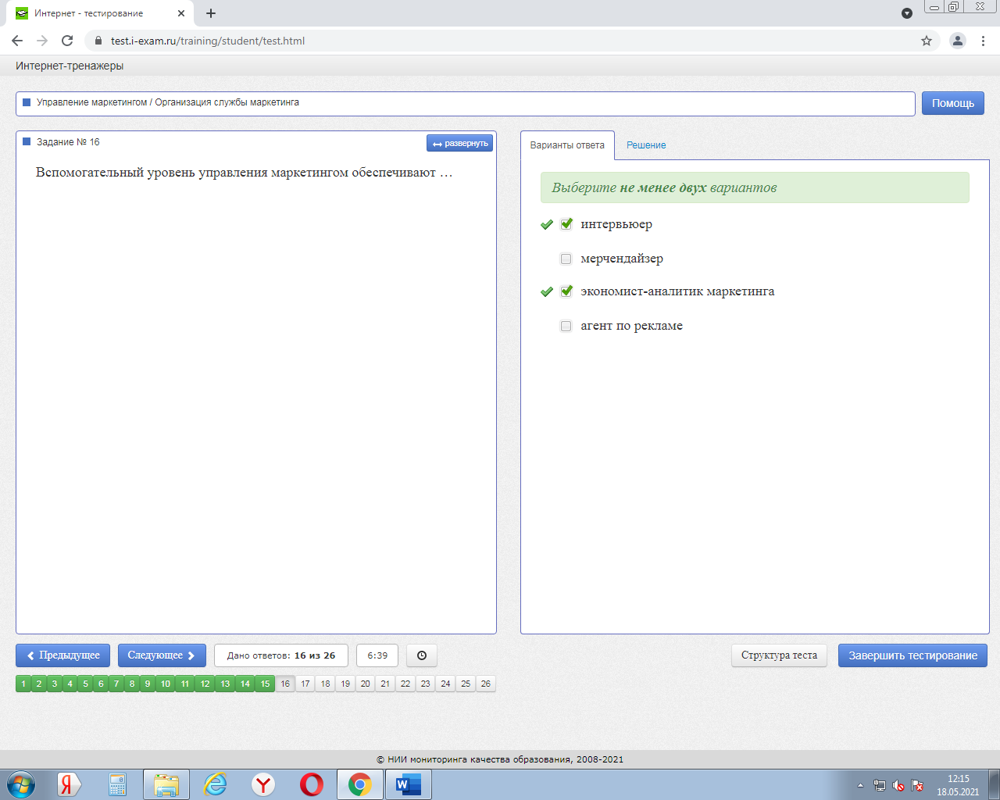 Интернет - тестирование
test.i-exam.ru/training/student/test.html
Интернет-тренажеры
Управление маркетингом / Организация службы маркетинга
Помощь
Задание № 16
развернуть
Вспомогательный уровень управления маркетингом обеспечивают …
Варианты ответа
Решение
Выберите не менее двух вариантов
интервьюер
мерчендайзер
экономист-аналитик маркетинга
агент по рекламе
Предыдущее
Следующее
Дано ответов: 16 из 26
6:39
Структура теста
Завершить тестирование
1 2 3 4 5 6 7 8 9 10 11 12 13 14 15 16 17 18 19 20 21 22 23 24 25 26
© НИИ мониторинга качества образования, 2008-2021
12:15
18.05.2021